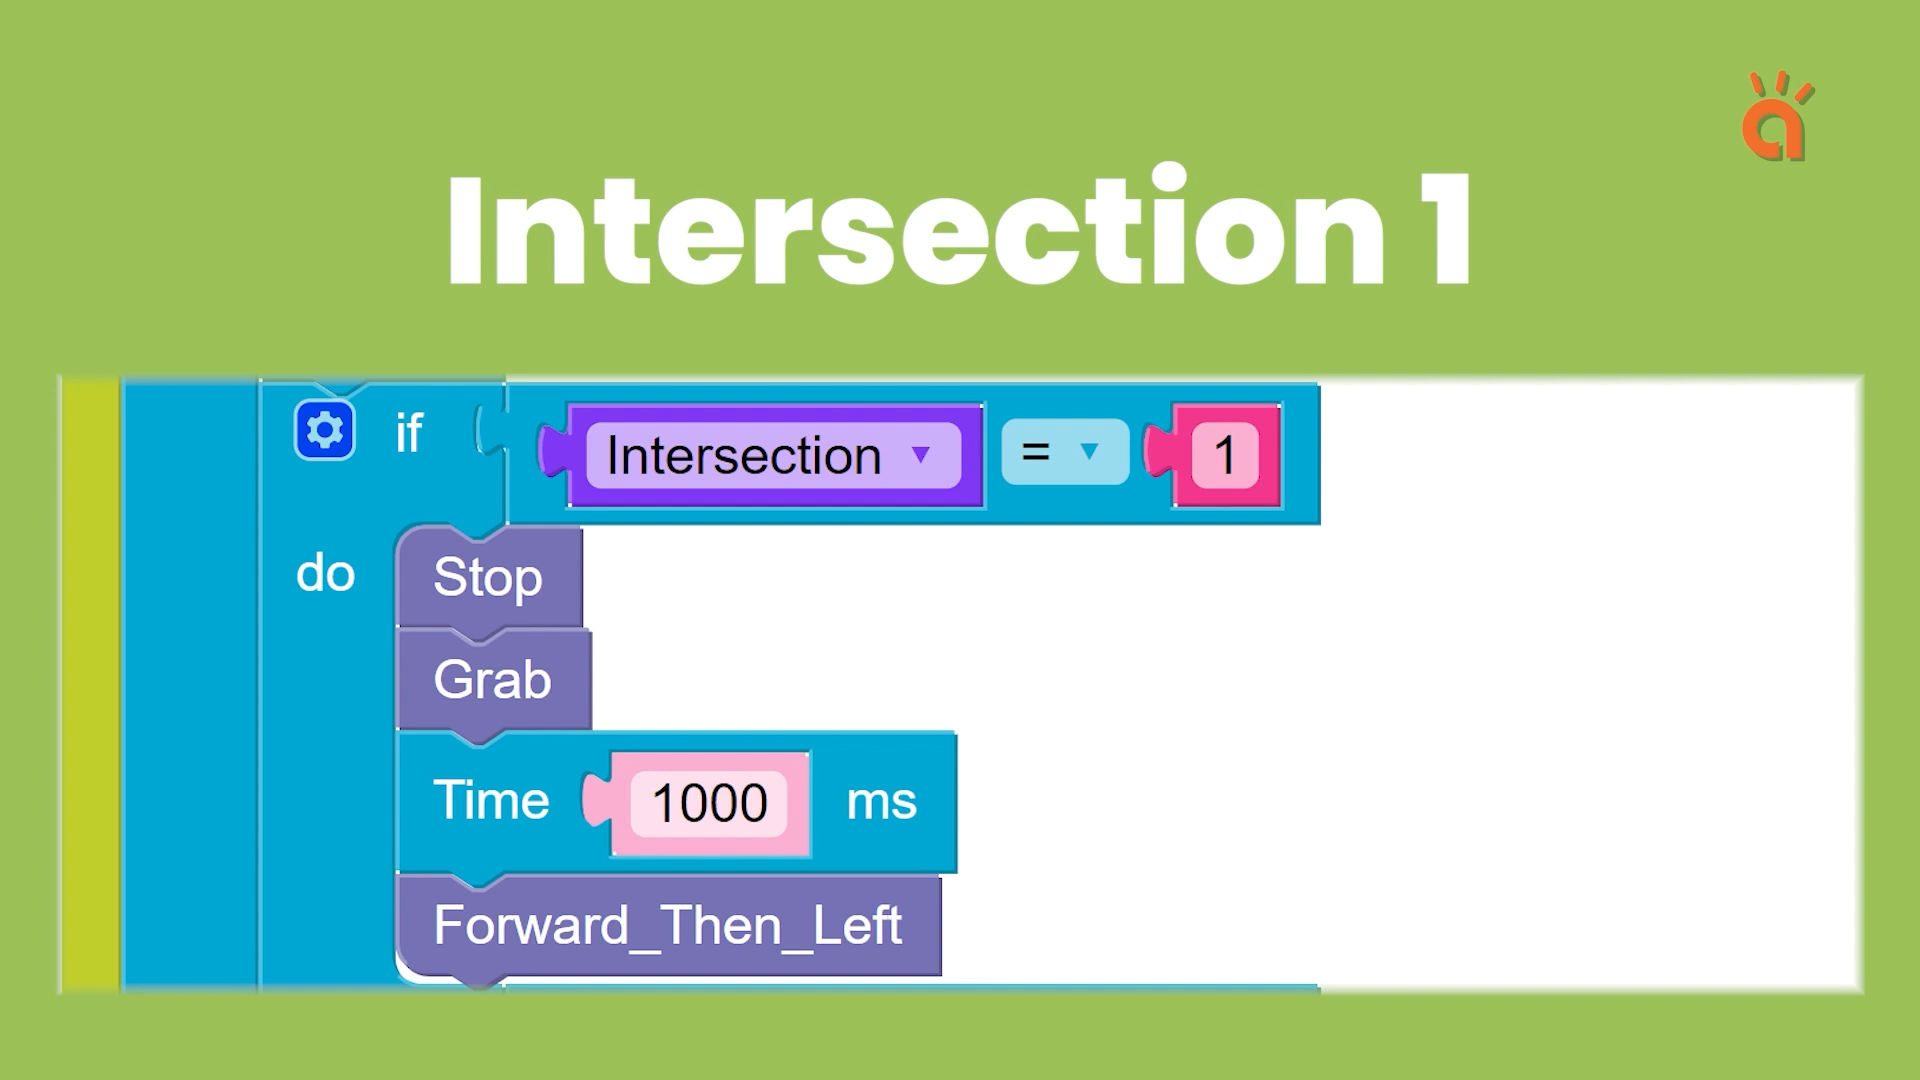 Intersection 1
if Intersection ▼ = ▼ 1
do Stop
Grab
Time 1000 ms
Forward_Then_Left